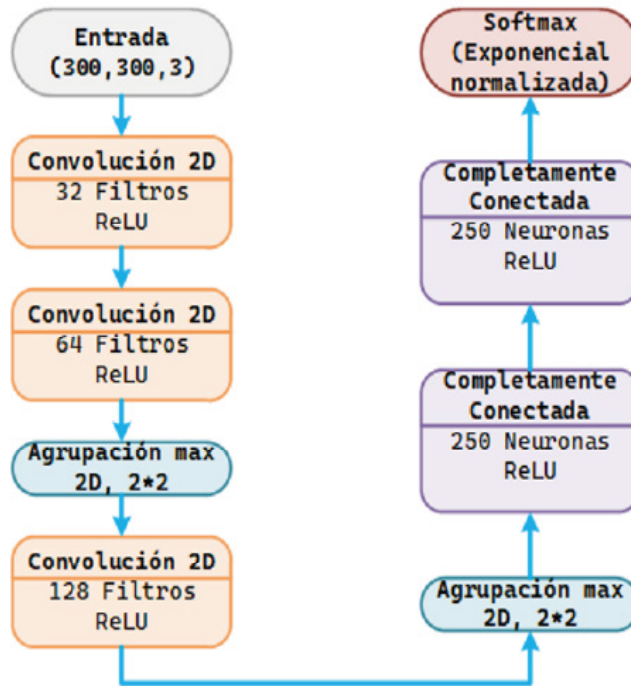 Entrada
(300,300,3)
Convolución 2D
32 Filtros
ReLU
Convolución 2D
64 Filtros
ReLU
Agrupación max
2D, 2*2
Convolución 2D
128 Filtros
ReLU
Agrupación max
2D, 2*2
Completamente
Conectada
250 Neuronas
ReLU
Completamente
Conectada
250 Neuronas
ReLU
Softmax
(Exponencial
normalizada)